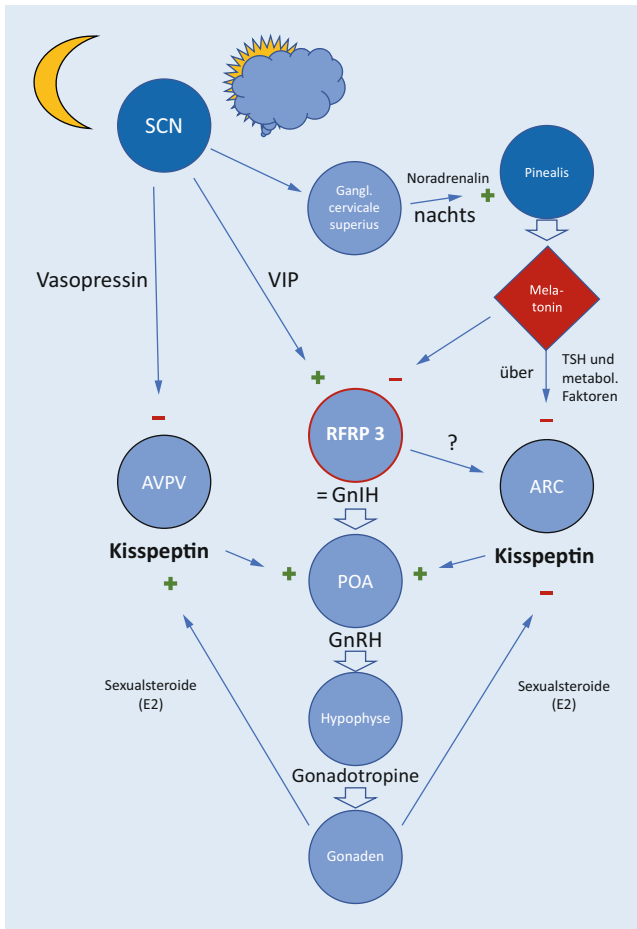 SCN
Gangl.
cervicale
superius
Noradrenalin
nachts
Pinealis
Vasopressin
VIP
Mela-
tonin
über
TSH und
metabol.
Faktoren
+
+
–
–
–
RFRP 3
?
AVPV
ARC
= GnIH
Kisspeptin
Kisspeptin
+
+
+
–
POA
GnRH
Sexualsteroide
(E2)
Sexualsteroide
(E2)
Hypophyse
Gonadotropine
Gonaden